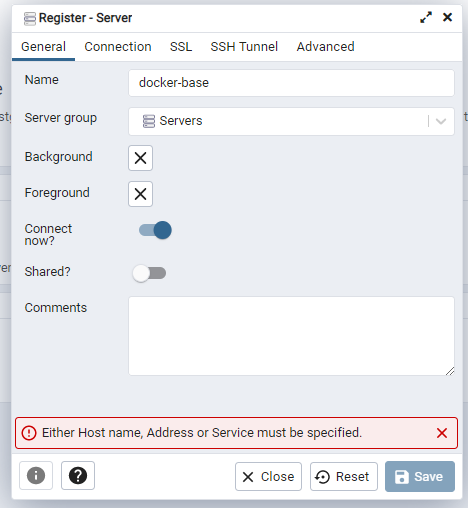 Register - Server
General Connection SSL SSH Tunnel Advanced
Name docker-base
Server group Servers
Background
Foreground
Connect
now?
Shared?
Comments
Either Host name, Address or Service must be specified.
Close Reset Save